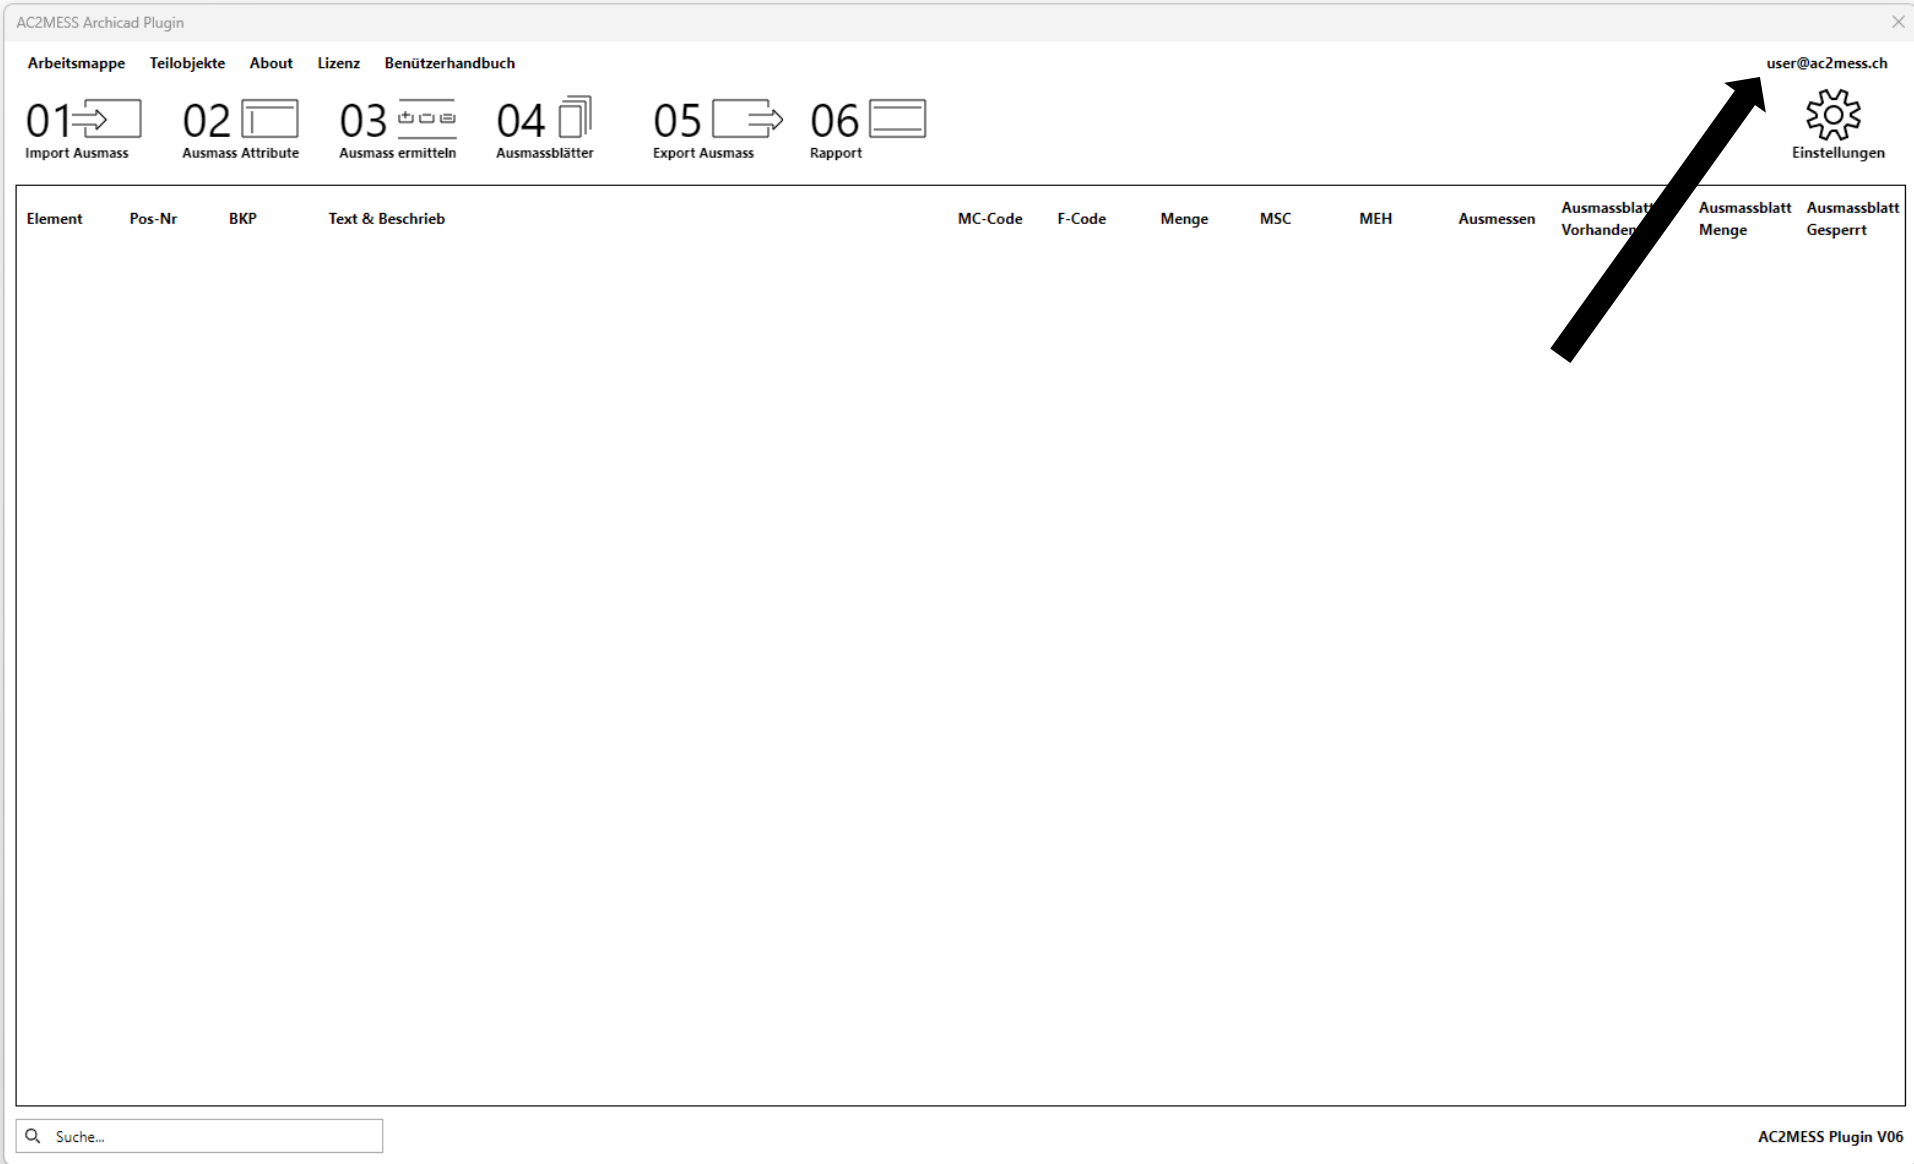 AC2MESS Archicad Plugin
Arbeitsmappe Teilobjekte About Lizenz Benützerhandbuch user@ac2mess.ch
01 02 03 04 05 06
Import Ausmass Ausmass Attribute Ausmass ermitteln Ausmassblätter Export Ausmass Rapport Einstellungen
Element Pos-Nr BKP Text & Beschrieb MC-Code F-Code Menge MSC MEH Ausmessen Ausmassblatt Ausmassblatt Ausmassblatt
Vorhanden Menge Gesperrt
Suche...
AC2MESS Plugin V06